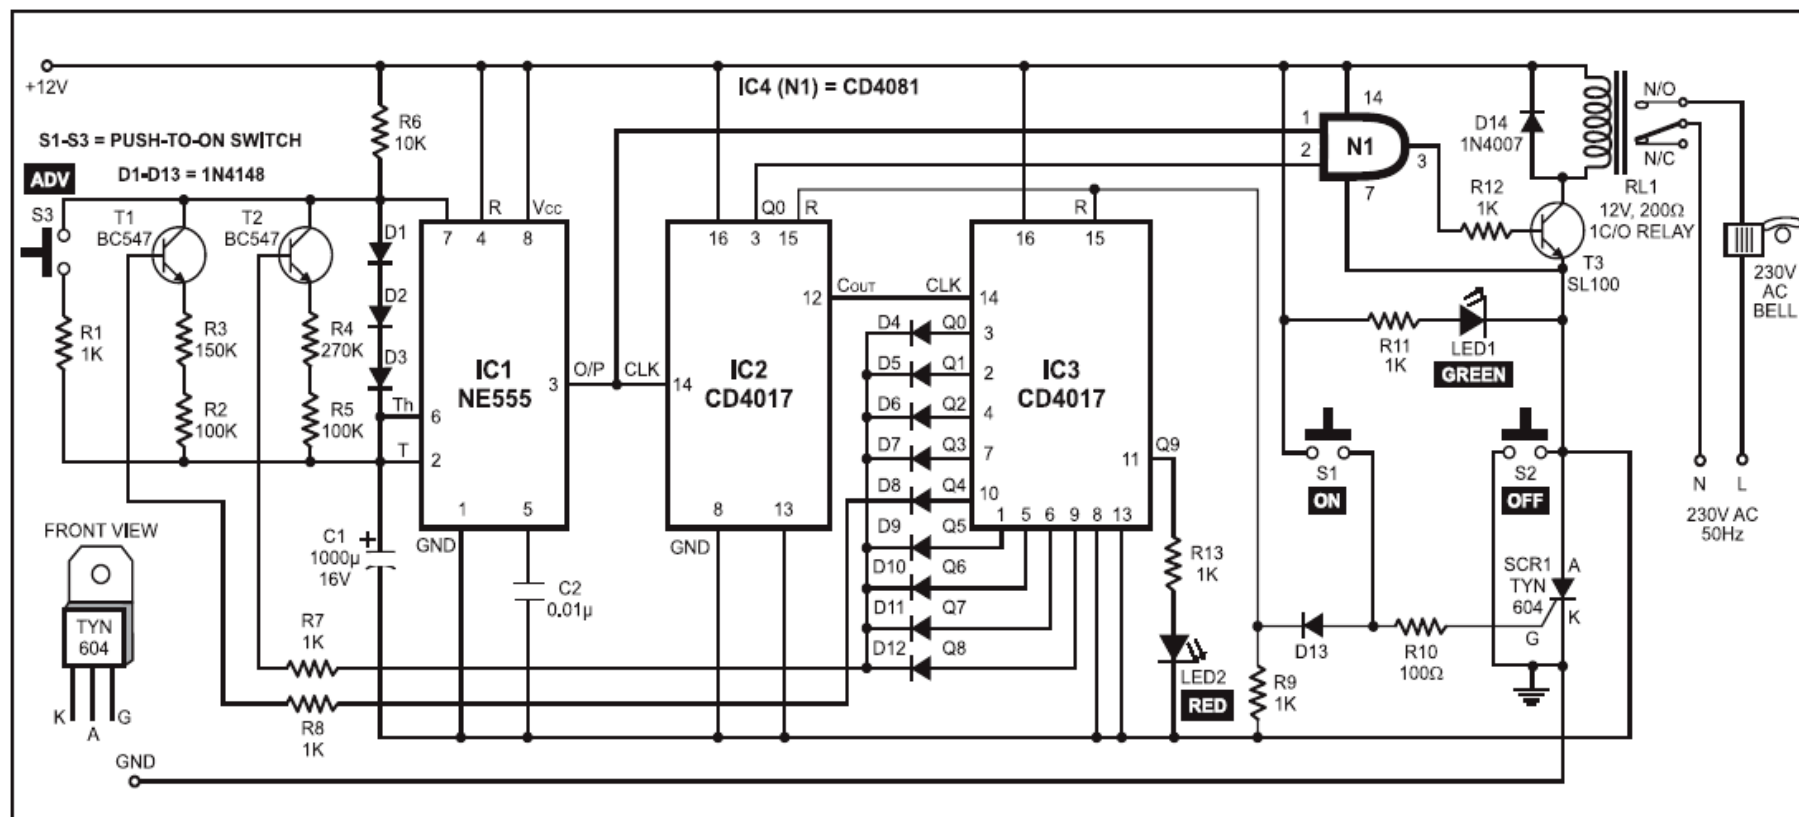 +12V
IC4 (N1) = CD4081
S1-S3 = PUSH-TO-ON SWITCH
D1-D13 = 1N4148
ADV
S3
R1
1K
T1
BC547
T2
BC547
R3
150K
R2
100K
R4
270K
R5
100K
R6
10K
D1
D2
D3
Th
T
7
R
4
Vcc
8
6
2
IC1
NE555
3
O/P
1
5
GND
C1
+
1000µ
16V
C2
0.01µ
R7
1K
R8
1K
CLK
14
16
Q0
3
R
15
IC2
CD4017
12
COUT
8
13
GND
CLK
14
16
R
15
IC3
CD4017
D4
Q0
3
D5
Q1
2
D6
Q2
4
D7
Q3
7
D8
Q4
10
D9
Q5
D10
Q6
D11
Q7
D12
Q8
1
5
6
9
8
13
11
Q9
R13
1K
LED2
RED
R9
1K
D13
R10
100Ω
1
2
14
N1
3
7
R12
1K
D14
1N4007
T3
SL100
RL1
12V, 200Ω
1C/O RELAY
N/O
N/C
230V
AC
BELL
N
L
230V AC
50Hz
R11
1K
LED1
GREEN
S1
ON
S2
OFF
SCR1
TYN
604
A
K
G
FRONT VIEW
TYN
604
K
A
G
GND